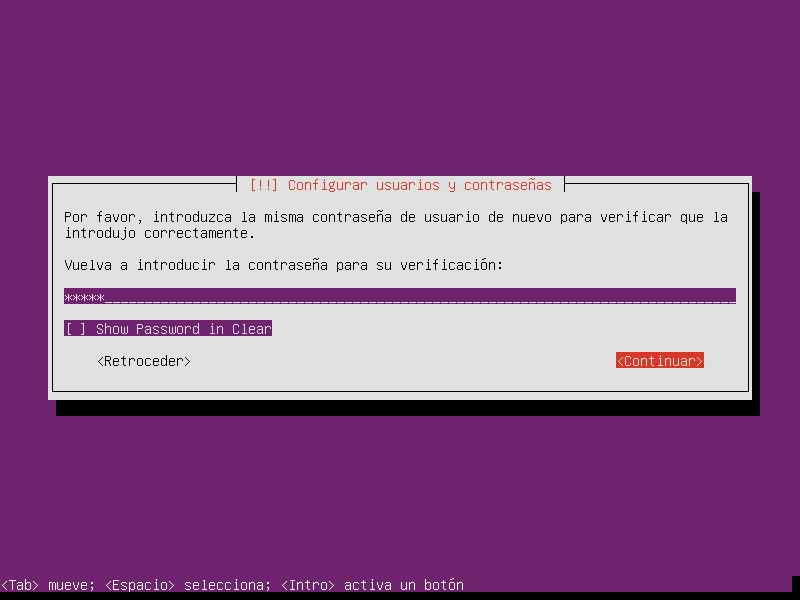 [!!] Configurar usuarios y contraseñas
Por favor, introduzca la misma contraseña de usuario de nuevo para verificar que la
introdujo correctamente.
Vuelva a introducir la contraseña para su verificación:
*****_______________________________________________________________________________
[ ] Show Password in Clear
<Retroceder> <Continuar>
<Tab> mueve; <Espacio> selecciona; <Intro> activa un botón